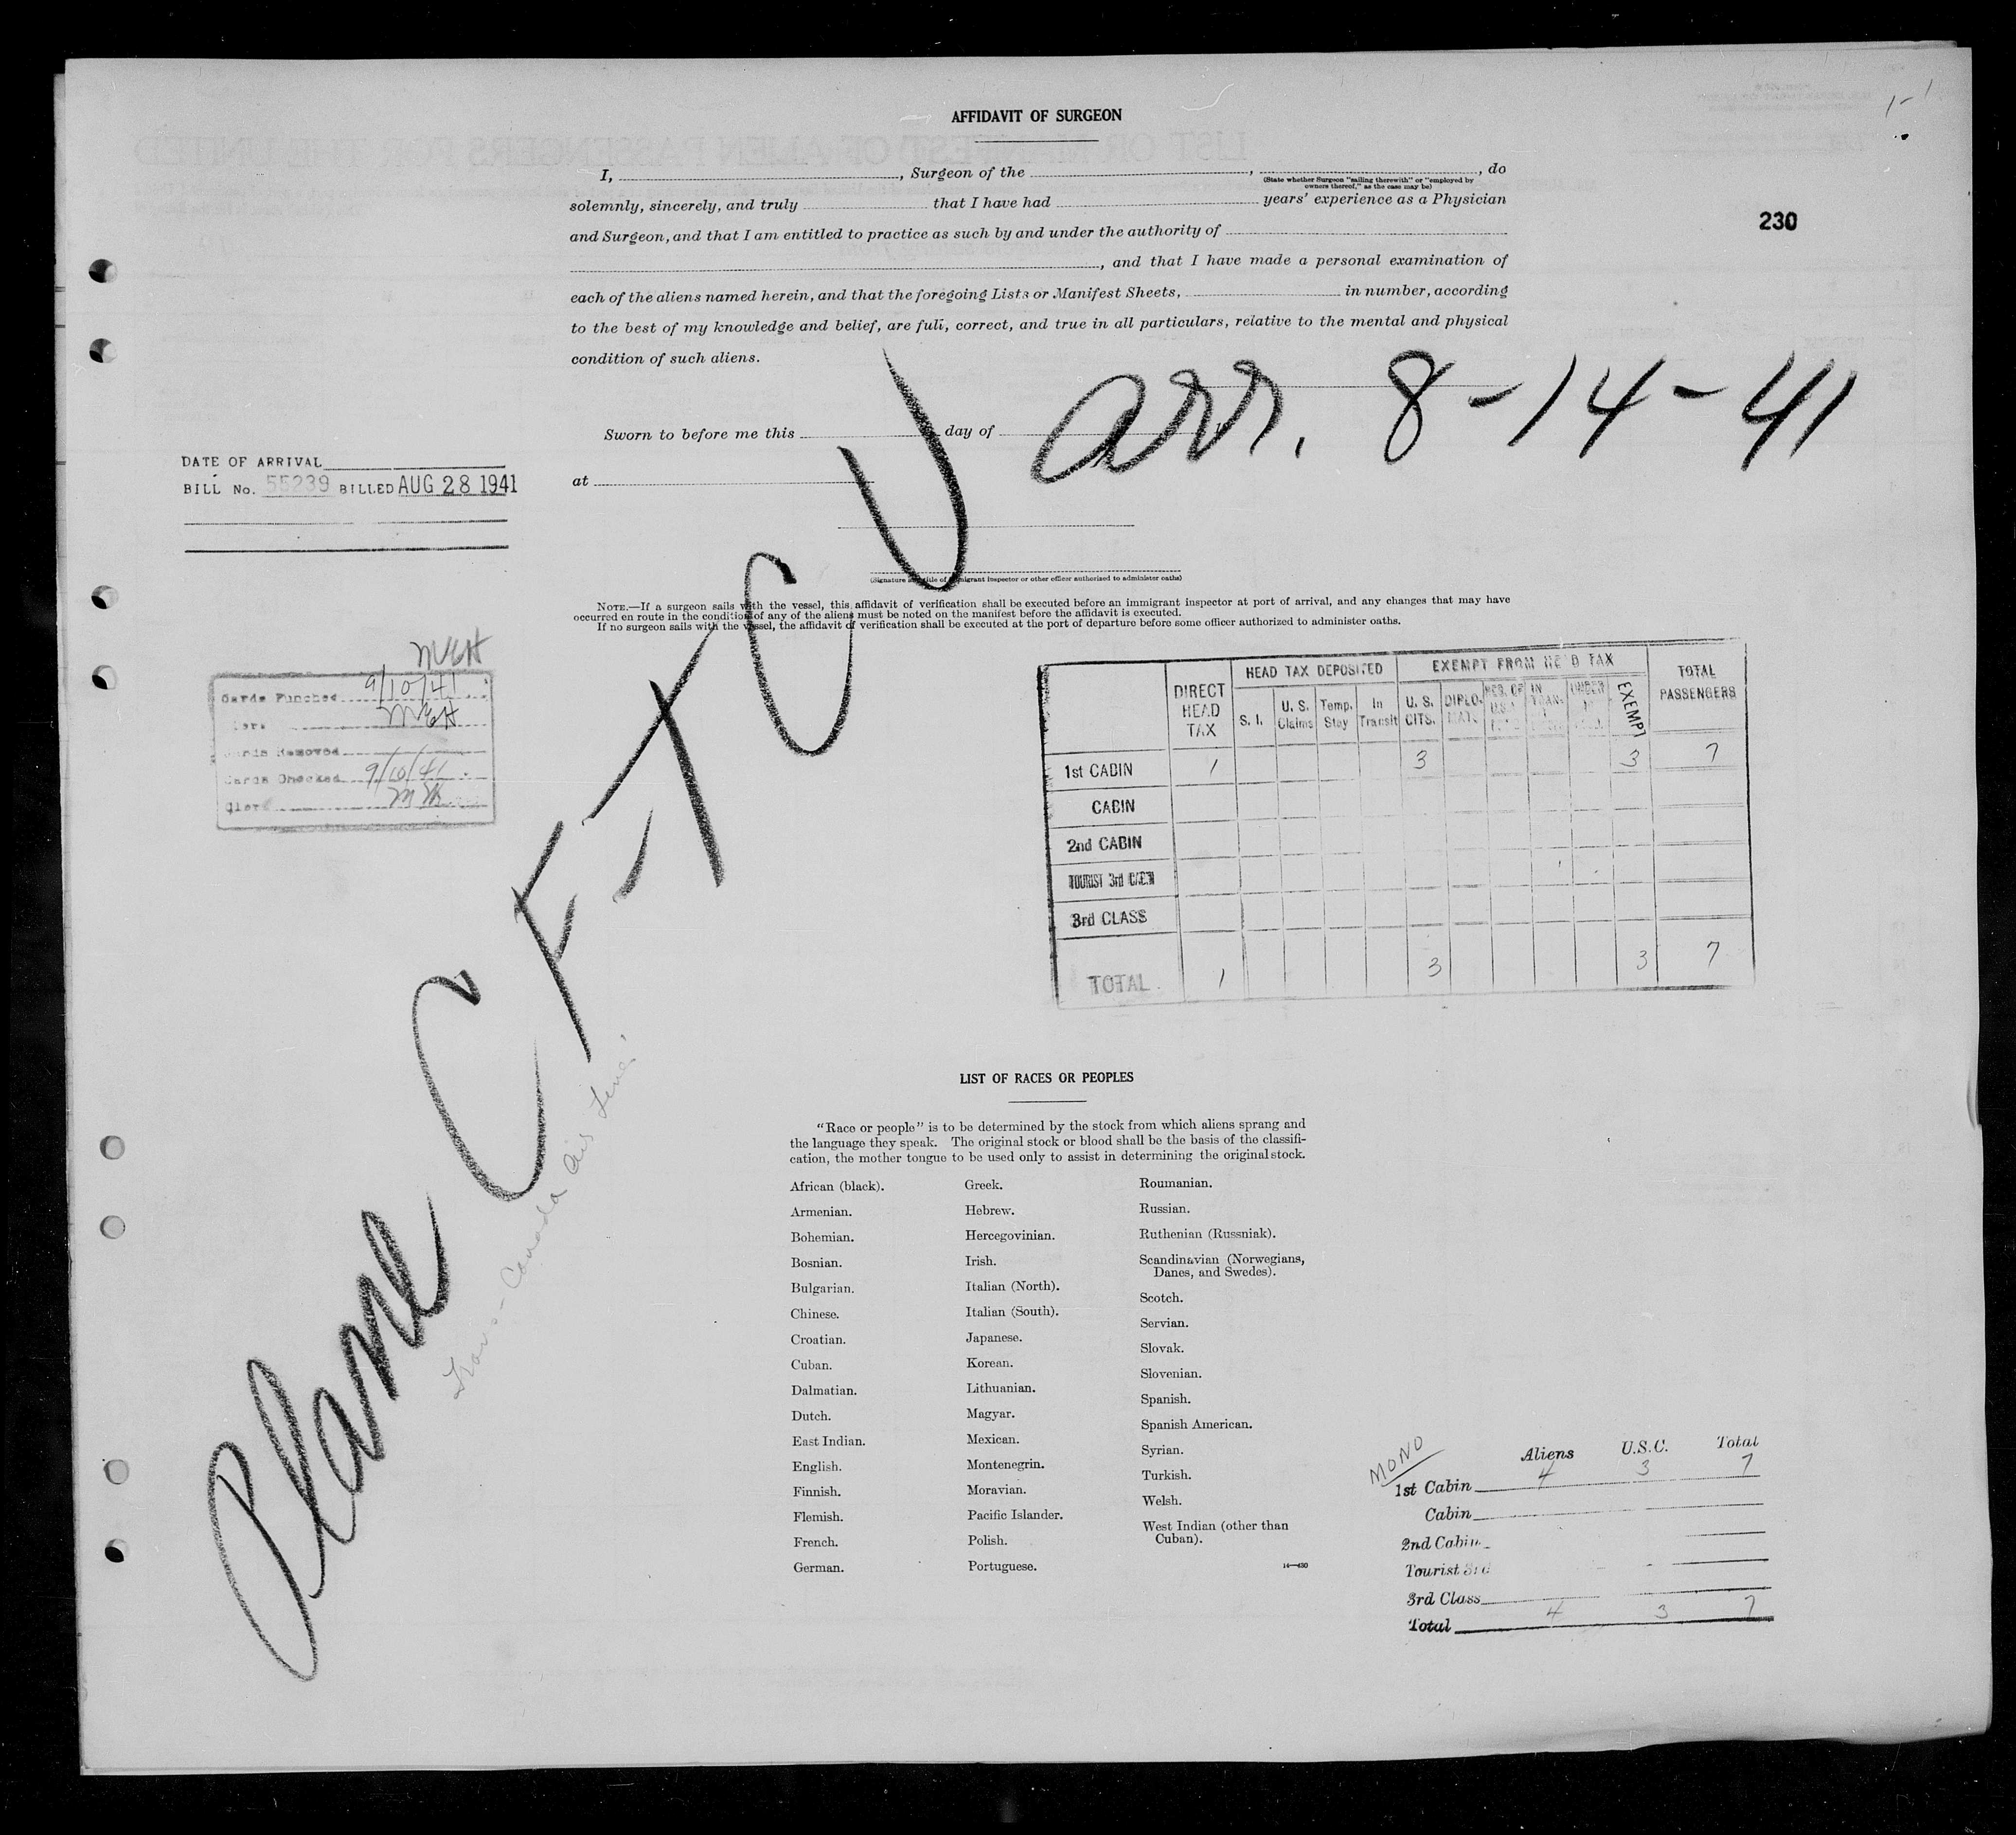 AFFIDAVIT OF SURGEON
I, , Surgeon of the , , do
(State whether Surgeon "sailing therewith" or "employed by
owners thereof," as the case may be)
solemnly, sincerely, and truly that I have had years' experience as a Physician
and Surgeon, and that I am entitled to practice as such by and under the authority of
230
, and that I have made a personal examination of
each of the aliens named herein, and that the foregoing Lists or Manifest Sheets, in number, according
to the best of my knowledge and belief, are full, correct, and true in all particulars, relative to the mental and physical
condition of such aliens.
arr. 8-14-41
Sworn to before me this day of
at
DATE OF ARRIVAL
BILL No. 55239 BILLED AUG 28 1941
(Signature and title of immigrant inspector or other officer authorized to administer oaths)
NOTE.—If a surgeon sails with the vessel, this affidavit of verification shall be executed before an immigrant inspector at port of arrival, and any changes that may have
occurred en route in the condition of any of the aliens must be noted on the manifest before the affidavit is executed.
If no surgeon sails with the vessel, the affidavit of verification shall be executed at the port of departure before some officer authorized to administer oaths.
Cards Punched 9/10/41
Cards Removed
Cards Checked 9/10/41
Clerk
Plane CF-TCU
Trans-Canada Air Lines
DIRECT HEAD TAX
HEAD TAX DEPOSITED
S. I. U. S. Claims Temp. Stay In Transit
EXEMPT FROM HEAD TAX
U. S. CITS. DIPLOMAT. EXEMPT
TOTAL PASSENGERS
1st CABIN 1 3 3 7
CABIN
2nd CABIN
TOURIST 3rd CABIN
3rd CLASS
TOTAL 1 3 3 7
LIST OF RACES OR PEOPLES
"Race or people" is to be determined by the stock from which aliens sprang and
the language they speak. The original stock or blood shall be the basis of the classifi-
cation, the mother tongue to be used only to assist in determining the original stock.
African (black).
Armenian.
Bohemian.
Bosnian.
Bulgarian.
Chinese.
Croatian.
Cuban.
Dalmatian.
Dutch.
East Indian.
English.
Finnish.
Flemish.
French.
German.
Greek.
Hebrew.
Hercegovinian.
Irish.
Italian (North).
Italian (South).
Japanese.
Korean.
Lithuanian.
Magyar.
Mexican.
Montenegrin.
Moravian.
Pacific Islander.
Polish.
Portuguese.
Roumanian.
Russian.
Ruthenian (Russniak).
Scandinavian (Norwegians,
Danes, and Swedes).
Scotch.
Servian.
Slovak.
Slovenian.
Spanish.
Spanish American.
Syrian.
Turkish.
Welsh.
West Indian (other than
Cuban).
14—430
MONO
Aliens U.S.C. Total
1st Cabin 4 3 7
Cabin
2nd Cabin
Tourist 3rd
3rd Class
Total 4 3 7